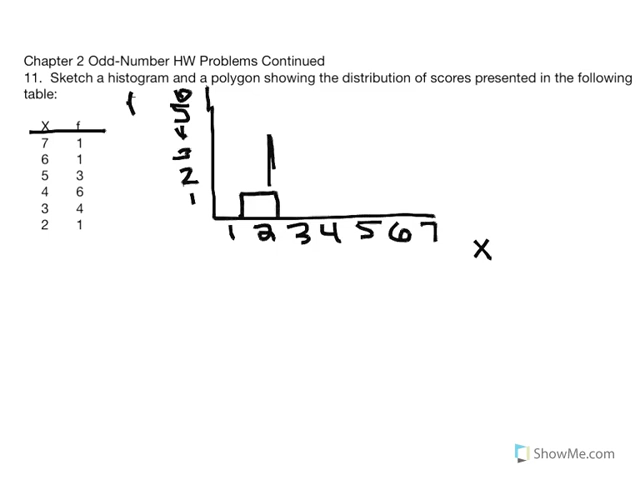 Chapter 2 Odd-Number HW Problems Continued
11. Sketch a histogram and a polygon showing the distribution of scores presented in the following
table:
f
X f
7 1
6 1
5 3
4 6
3 4
2 1
6
5
4
3
2
1
1 2 3 4 5 6 7
X
ShowMe.com